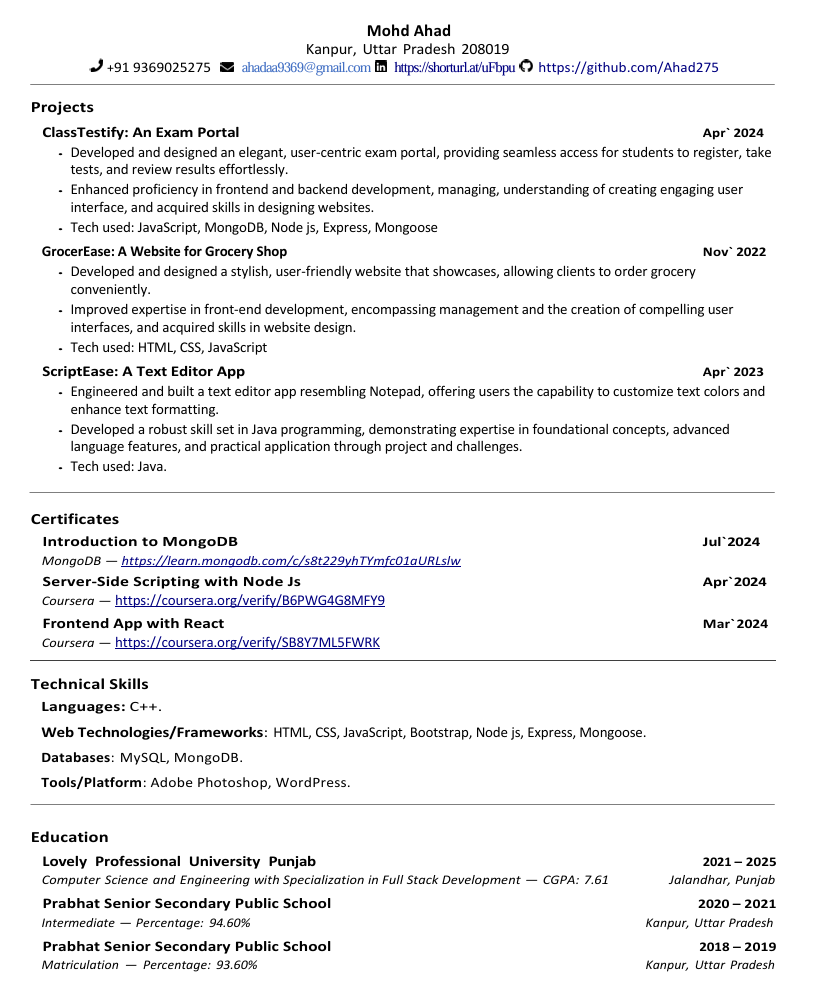 Mohd Ahad
Kanpur, Uttar Pradesh 208019
+91 9369025275 ahadaa9369@gmail.com https://shorturl.at/uFbpu https://github.com/Ahad275
Projects
ClassTestify: An Exam Portal Apr` 2024
- Developed and designed an elegant, user-centric exam portal, providing seamless access for students to register, take
tests, and review results effortlessly.
- Enhanced proficiency in frontend and backend development, managing, understanding of creating engaging user
interface, and acquired skills in designing websites.
- Tech used: JavaScript, MongoDB, Node js, Express, Mongoose
GrocerEase: A Website for Grocery Shop Nov` 2022
- Developed and designed a stylish, user-friendly website that showcases, allowing clients to order grocery
conveniently.
- Improved expertise in front-end development, encompassing management and the creation of compelling user
interfaces, and acquired skills in website design.
- Tech used: HTML, CSS, JavaScript
ScriptEase: A Text Editor App Apr` 2023
- Engineered and built a text editor app resembling Notepad, offering users the capability to customize text colors and
enhance text formatting.
- Developed a robust skill set in Java programming, demonstrating expertise in foundational concepts, advanced
language features, and practical application through project and challenges.
- Tech used: Java.
Certificates
Introduction to MongoDB Jul`2024
MongoDB — https://learn.mongodb.com/c/s8t229yhTYmfc01aURLslw
Server-Side Scripting with Node Js Apr`2024
Coursera — https://coursera.org/verify/B6PWG4G8MFY9
Frontend App with React Mar`2024
Coursera — https://coursera.org/verify/SB8Y7ML5FWRK
Technical Skills
Languages: C++.
Web Technologies/Frameworks: HTML, CSS, JavaScript, Bootstrap, Node js, Express, Mongoose.
Databases: MySQL, MongoDB.
Tools/Platform: Adobe Photoshop, WordPress.
Education
Lovely Professional University Punjab 2021 – 2025
Computer Science and Engineering with Specialization in Full Stack Development — CGPA: 7.61 Jalandhar, Punjab
Prabhat Senior Secondary Public School 2020 – 2021
Intermediate — Percentage: 94.60% Kanpur, Uttar Pradesh
Prabhat Senior Secondary Public School 2018 – 2019
Matriculation — Percentage: 93.60% Kanpur, Uttar Pradesh